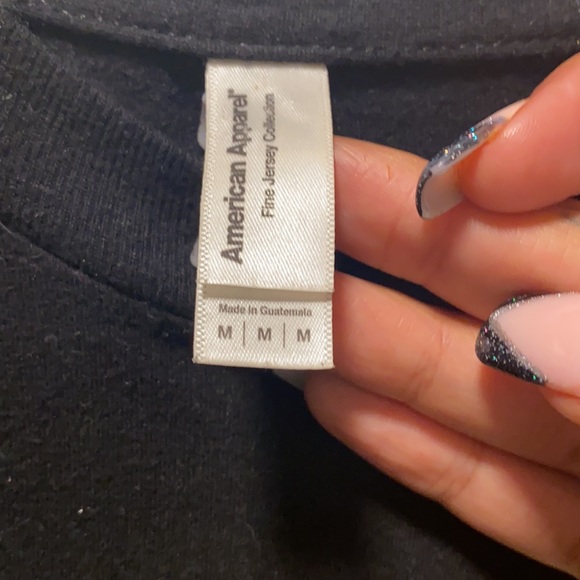 American Apparel®
Fine Jersey Collection
Made in Guatemala
M | M | M